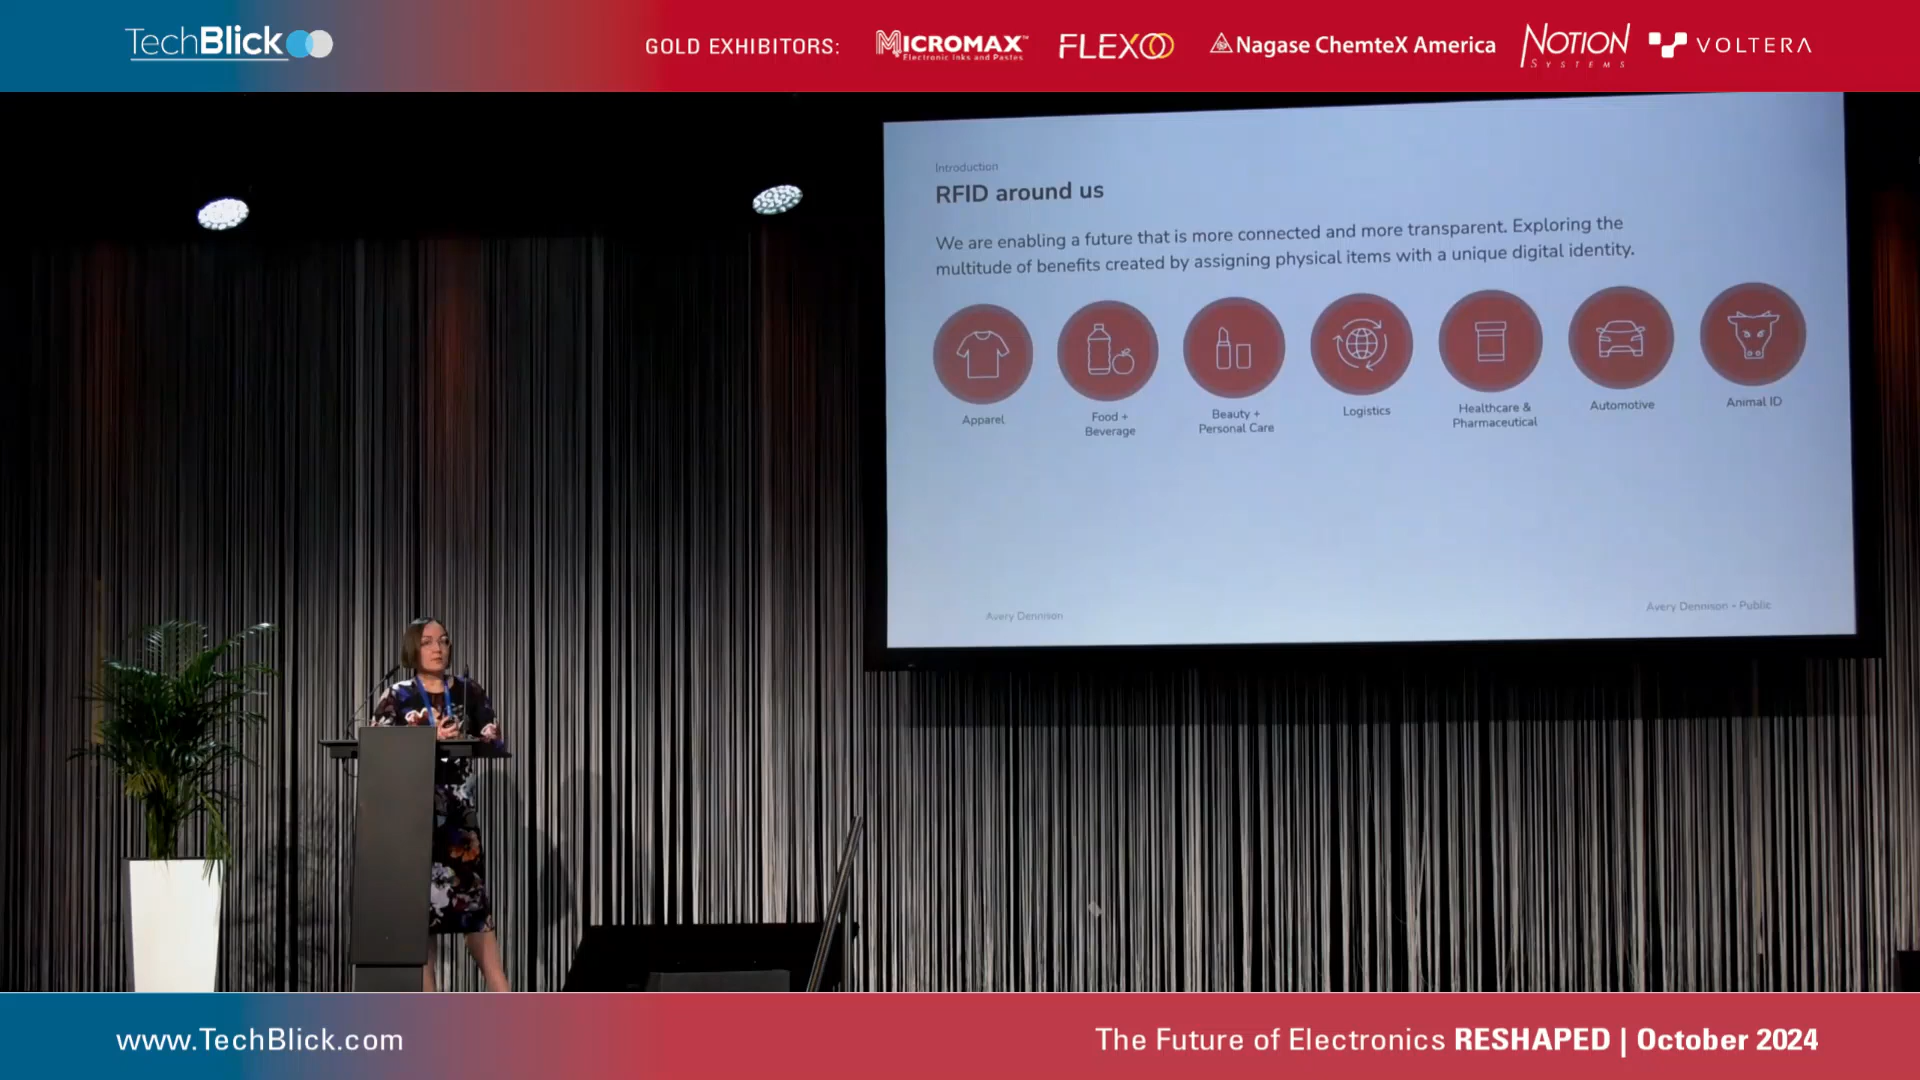 TechBlick
GOLD EXHIBITORS:
MICROMAX™
Electronic Inks and Pastes
FLEXOO
Nagase ChemteX America
NOTION
SYSTEMS
VOLTERA
Introduction
RFID around us
We are enabling a future that is more connected and more transparent. Exploring the
multitude of benefits created by assigning physical items with a unique digital identity.
Apparel
Food +
Beverage
Beauty +
Personal Care
Logistics
Healthcare &
Pharmaceutical
Automotive
Animal ID
Avery Dennison
Avery Dennison - Public
www.TechBlick.com
The Future of Electronics RESHAPED | October 2024